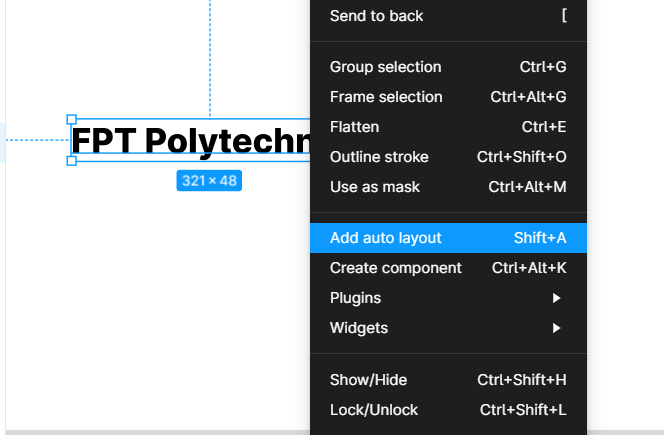 Send to back [
Group selection Ctrl+G
Frame selection Ctrl+Alt+G
Flatten Ctrl+E
Outline stroke Ctrl+Shift+O
Use as mask Ctrl+Alt+M
FPT Polytechn
321 × 48
Add auto layout Shift+A
Create component Ctrl+Alt+K
Plugins
Widgets
Show/Hide Ctrl+Shift+H
Lock/Unlock Ctrl+Shift+L